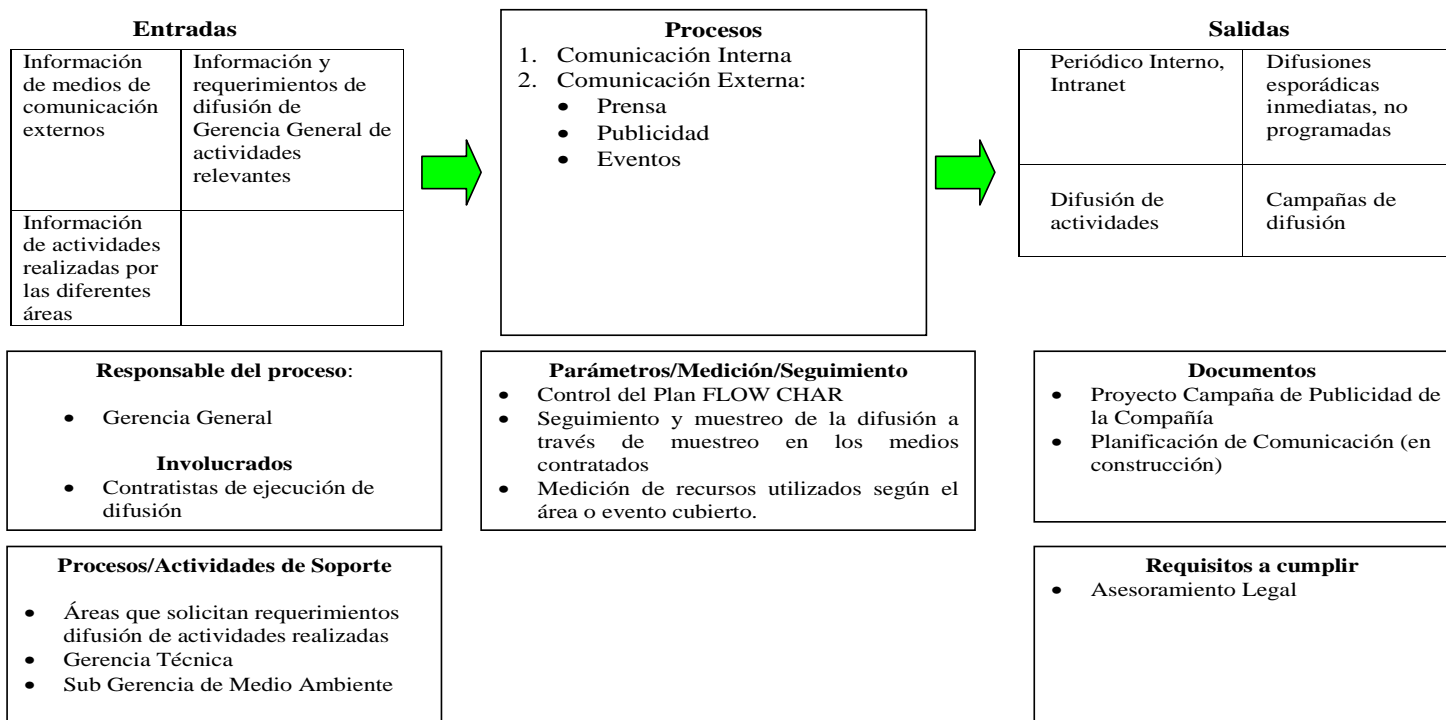 Entradas
Información
de medios de
comunicación
externos
Información y
requerimientos de
difusión de
Gerencia General de
actividades
relevantes
Información
de actividades
realizadas por
las diferentes
áreas
Procesos
1. Comunicación Interna
2. Comunicación Externa:
• Prensa
• Publicidad
• Eventos
Salidas
Periódico Interno,
Intranet
Difusiones
esporádicas
inmediatas, no
programadas
Difusión de
actividades
Campañas de
difusión
Responsable del proceso:
• Gerencia General
Involucrados
• Contratistas de ejecución de
difusión
Parámetros/Medición/Seguimiento
• Control del Plan FLOW CHAR
• Seguimiento y muestreo de la difusión a
través de muestreo en los medios
contratados
• Medición de recursos utilizados según el
área o evento cubierto.
Documentos
• Proyecto Campaña de Publicidad de
la Compañía
• Planificación de Comunicación (en
construcción)
Procesos/Actividades de Soporte
• Áreas que solicitan requerimientos
difusión de actividades realizadas
• Gerencia Técnica
• Sub Gerencia de Medio Ambiente
Requisitos a cumplir
• Asesoramiento Legal